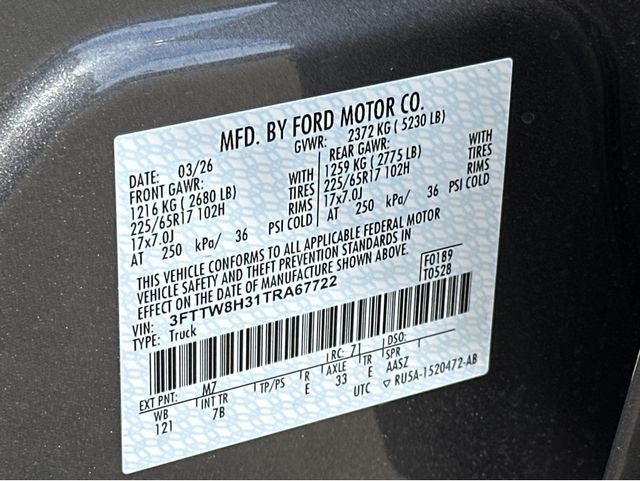 MFD. BY FORD MOTOR CO.
DATE: 03/26 GVWR: 2372 KG ( 5230 LB)
FRONT GAWR: REAR GAWR:
1216 KG ( 2680 LB) WITH 1259 KG ( 2775 LB) WITH
225/65R17 102H TIRES 225/65R17 102H TIRES
17x7.0J RIMS 17x7.0J RIMS
AT 250 kPa/ 36 PSI COLD AT 250 kPa/ 36 PSI COLD
THIS VEHICLE CONFORMS TO ALL APPLICABLE FEDERAL MOTOR
VEHICLE SAFETY AND THEFT PREVENTION STANDARDS IN
EFFECT ON THE DATE OF MANUFACTURE SHOWN ABOVE.
F0189
T0528
VIN: 3FTTW8H31TRA67722
TYPE: Truck
EXT PNT: M7 RC: 7 DSO:
WB INT TR TP/PS R AXLE TR SPR
121 7B E 33 E AASZ
UTC ▽ RU5A-1520472-AB